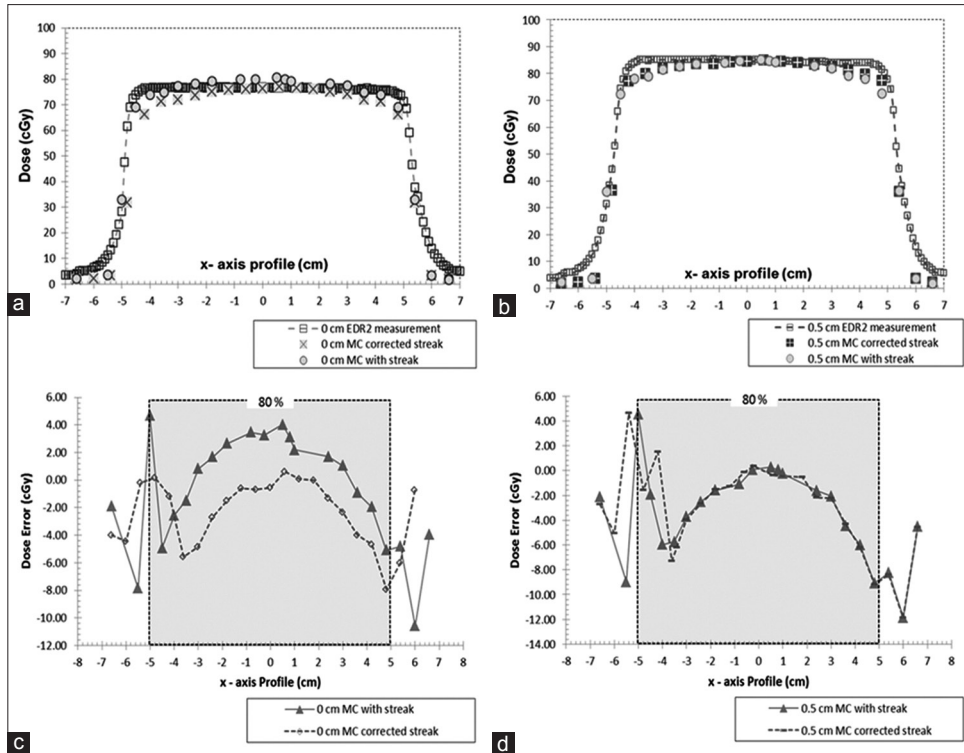 100
90
80
70
60
50
40
30
20
10
0
Dose (cGy)
x- axis profile (cm)
-7 -6 -5 -4 -3 -2 -1 0 1 2 3 4 5 6 7
a
0 cm EDR2 measurement
0 cm MC corrected streak
0 cm MC with streak
100
90
80
70
60
50
40
30
20
10
0
Dose (cGy)
x- axis profile (cm)
-7 -6 -5 -4 -3 -2 -1 0 1 2 3 4 5 6 7
b
0.5 cm EDR2 measurement
0.5 cm MC corrected streak
0.5 cm MC with streak
80 %
6.00
4.00
2.00
0.00
-2.00
-4.00
-6.00
-8.00
-10.00
-12.00
Dose Error (cGy)
-8 -7 -6 -5 -4 -3 -2 -1 0 1 2 3 4 5 6 7 8
x - axis Profile (cm)
0 cm MC with streak
0 cm MC corrected streak
c
80 %
6.00
4.00
2.00
0.00
-2.00
-4.00
-6.00
-8.00
-10.00
-12.00
-14.00
Dose Error (cGy)
-8 -7 -6 -5 -4 -3 -2 -1 0 1 2 3 4 5 6 7 8
x - axis Profile (cm)
0.5 cm MC with streak
0.5 cm MC corrected streak
d